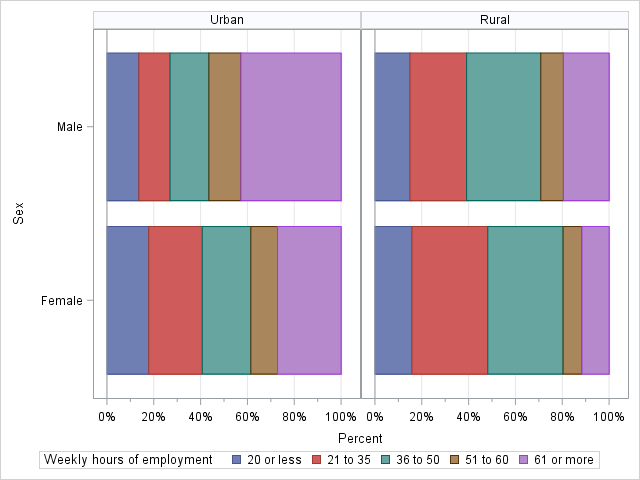 Urban
Rural
Male
Female
Sex
0% 20% 40% 60% 80% 100%
0% 20% 40% 60% 80% 100%
Percent
Weekly hours of employment 20 or less 21 to 35 36 to 50 51 to 60 61 or more